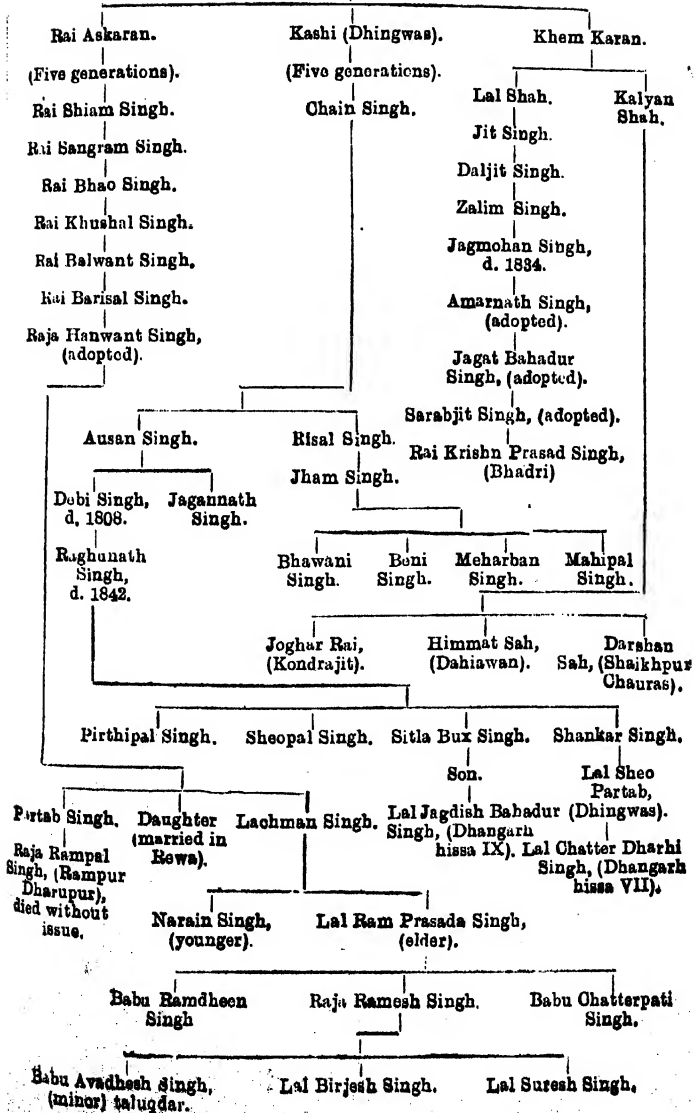 Rai Askaran. Kashi (Dhingwas). Khem Karan.
(Five generations). (Five generations).
Lal Shah. Kalyan
Shah.
Rai Shiam Singh. Chain Singh.
Jit Singh.
Rai Sangram Singh.
Daljit Singh.
Rai Bhao Singh.
Zalim Singh.
Rai Khushal Singh.
Jagmohan Singh,
d. 1834.
Rai Balwant Singh.
Rai Barisal Singh.
Amarnath Singh,
(adopted).
Raja Hanwant Singh,
(adopted).
Jagat Bahadur
Singh, (adopted).
Sarabjit Singh, (adopted).
Ausan Singh. Risal Singh.
Rai Krishn Prasad Singh,
(Bhadri)
Jham Singh.
Debi Singh, Jagannath
d. 1808. Singh.
Raghunath
Singh,
d. 1842.
Bhawani Beni Meharban Mahipal
Singh. Singh. Singh. Singh.
Joghar Rai, Himmat Sah, Darshan
(Kondrajit). (Dahiawan). Sah, (Shaikhpur
Chauras).
Pirthipal Singh. Sheopal Singh. Sitla Bux Singh. Shankar Singh.
Son. Lal Sheo
Partab,
(Dhingwas).
Partab Singh. Daughter Lachman Singh. Lal Jagdish Bahadur
(married in Singh, (Dhangarh
Rewa). hissa IX).
Lal Chatter Dharhi
Singh, (Dhangarh
hissa VII).
Raja Rampal
Singh, (Rampur
Dharupur),
died without
issue.
Narain Singh, Lal Ram Prasada Singh,
(younger). (elder).
Babu Ramdheen Raja Ramesh Singh. Babu Chatterpati
Singh Singh.
Babu Avadhesh Singh, Lal Birjesh Singh. Lal Suresh Singh.
(minor) taluqdar.